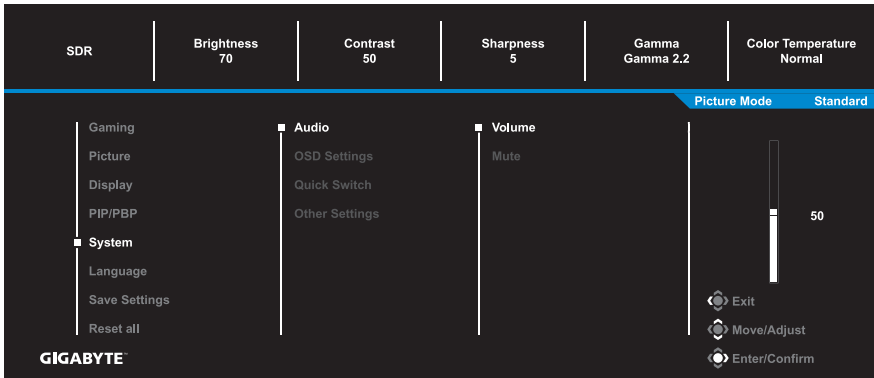 SDR
Brightness
70
Contrast
50
Sharpness
5
Gamma
Gamma 2.2
Color Temperature
Normal
Picture Mode Standard
Gaming
Picture
Display
PIP/PBP
System
Language
Save Settings
Reset all
Audio
OSD Settings
Quick Switch
Other Settings
Volume
Mute
50
Exit
Move/Adjust
Enter/Confirm
GIGABYTE™